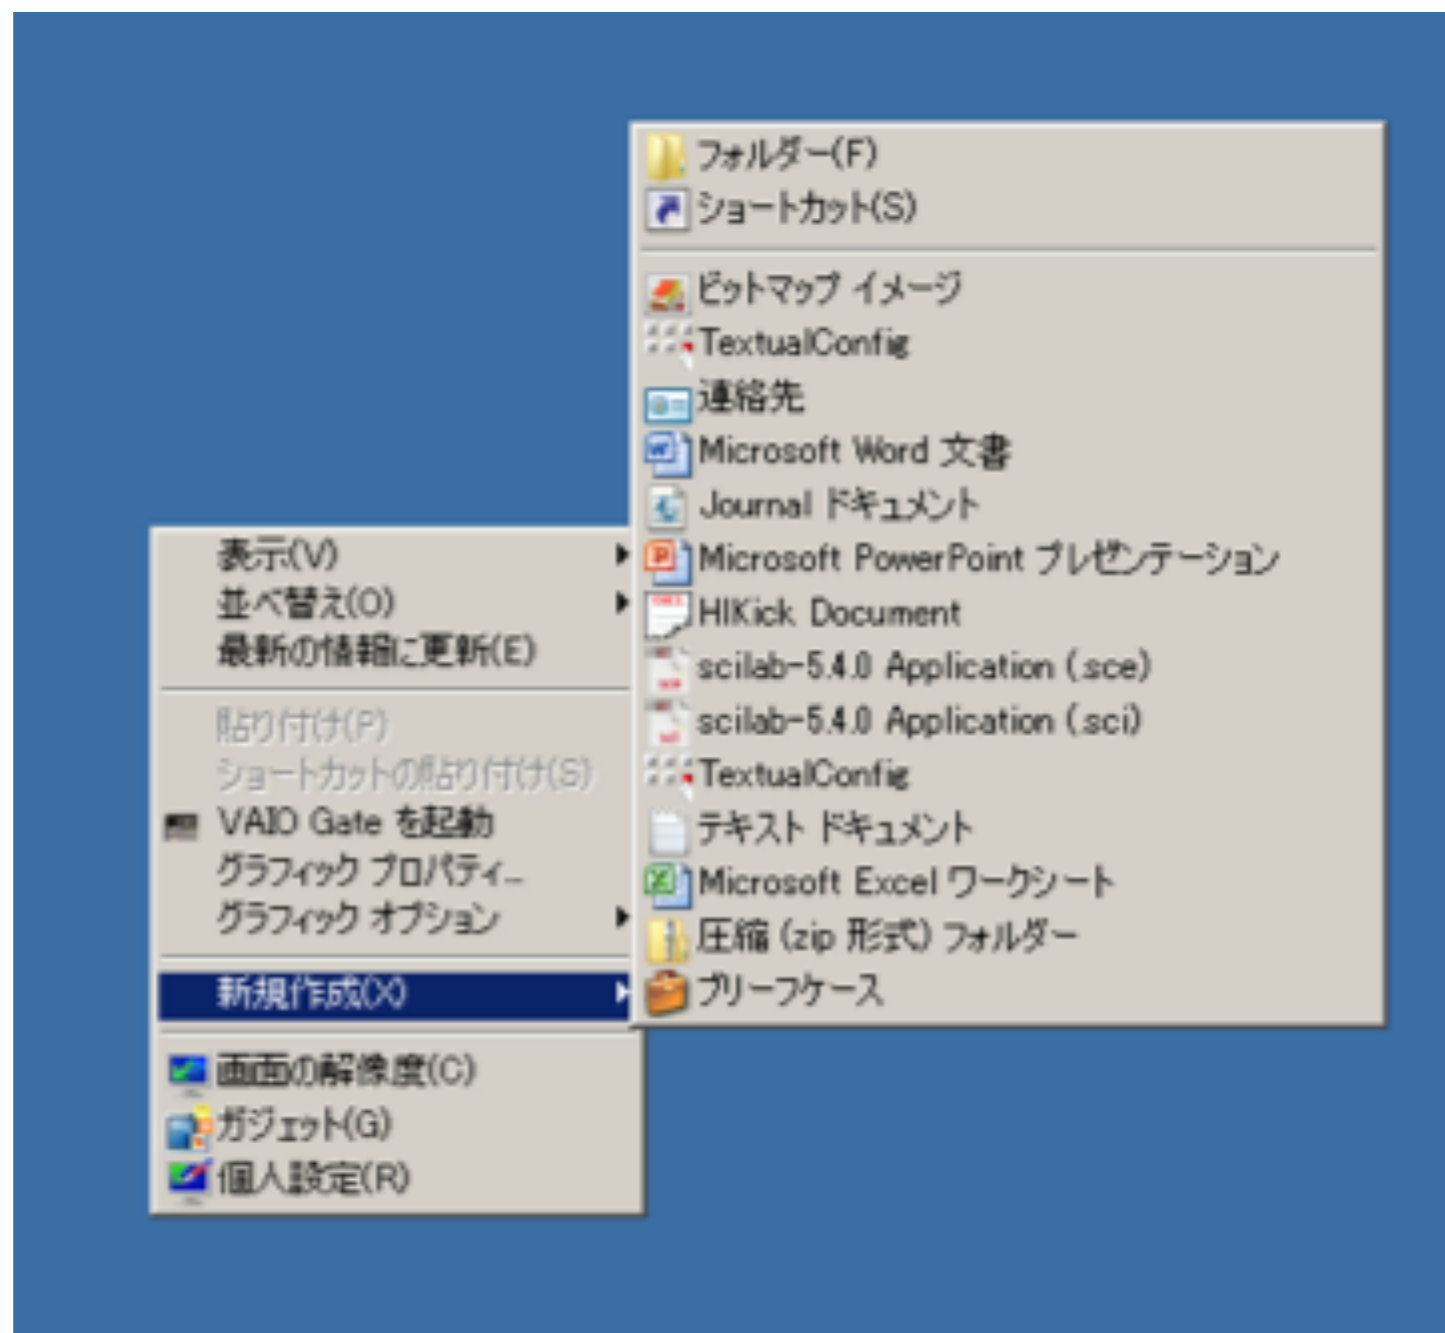 フォルダー(F)
ショートカット(S)
ビットマップ イメージ
TextualConfig
連絡先
Microsoft Word 文書
Journal ドキュメント
Microsoft PowerPoint プレゼンテーション
HIKick Document
scilab-5.4.0 Application (.sce)
scilab-5.4.0 Application (.sci)
TextualConfig
テキスト ドキュメント
Microsoft Excel ワークシート
圧縮 (zip 形式) フォルダー
ブリーフケース
表示(V)
並べ替え(O)
最新の情報に更新(E)
貼り付け(P)
ショートカットの貼り付け(S)
VAIO Gate を起動
グラフィック プロパティ...
グラフィック オプション
新規作成(X)
画面の解像度(C)
ガジェット(G)
個人設定(R)